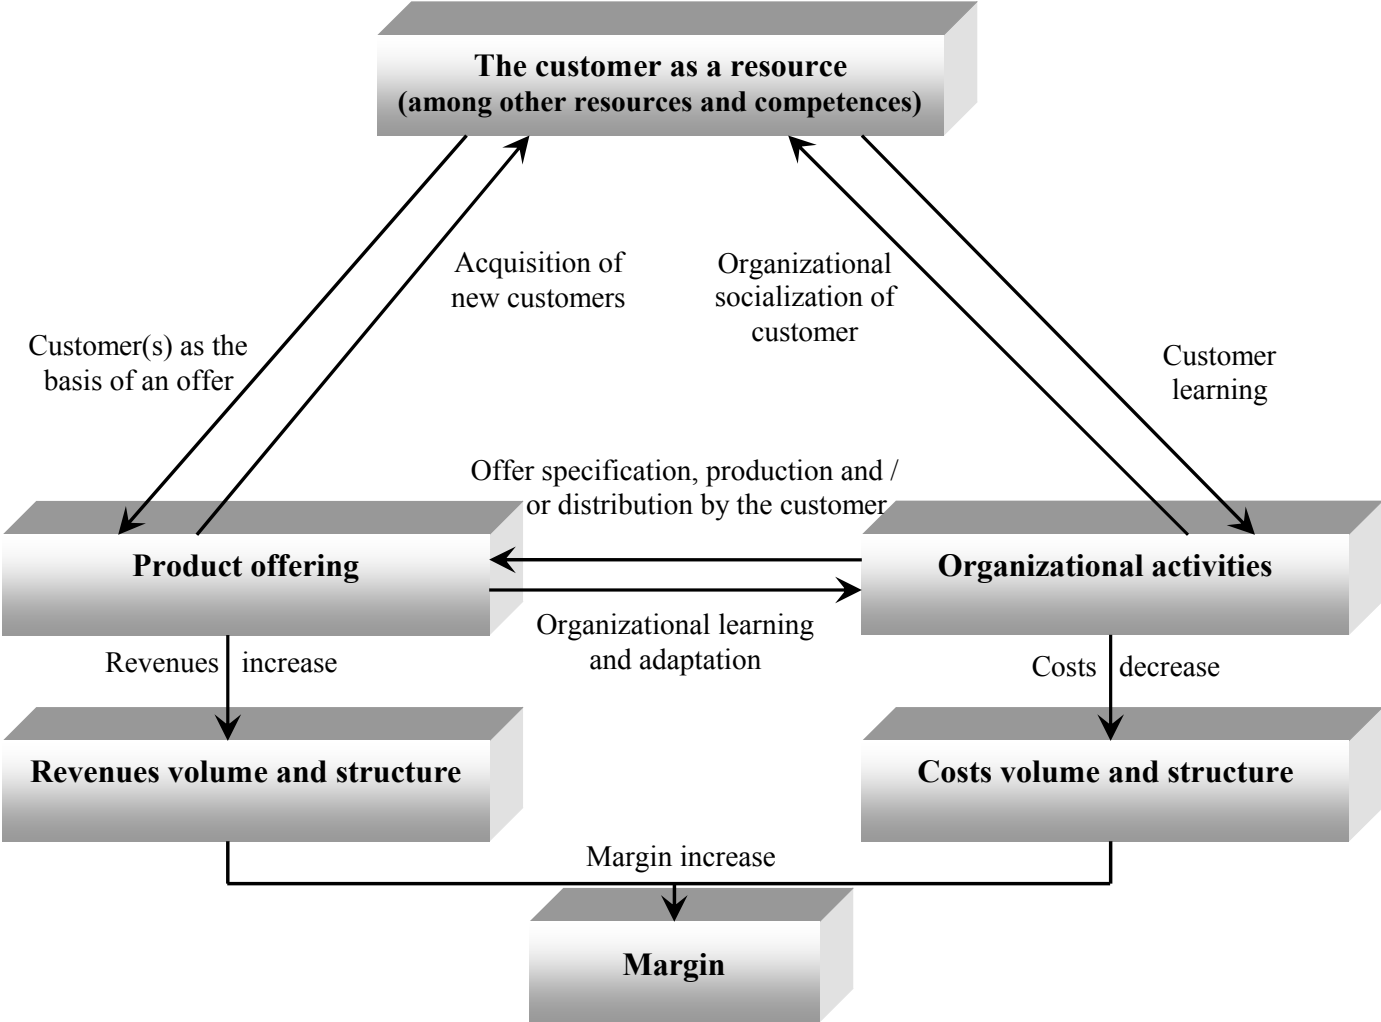 The customer as a resource
(among other resources and competences)
Acquisition of
new customers
Organizational
socialization of
customer
Customer(s) as the
basis of an offer
Customer
learning
Offer specification, production and /
or distribution by the customer
Product offering
Organizational activities
Organizational learning
and adaptation
Revenues increase
Costs decrease
Revenues volume and structure
Costs volume and structure
Margin increase
Margin